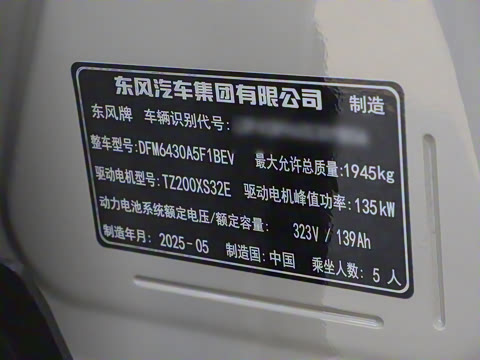 东风汽车集团有限公司 制造
东风牌 车辆识别代号:
整车型号:DFM6430A5F1BEV 最大允许总质量:1945kg
驱动电机型号:TZ200XS32E 驱动电机峰值功率:135kW
动力电池系统额定电压/额定容量: 323V / 139Ah
制造年月: 2025-05 制造国: 中国 乘坐人数: 5 人